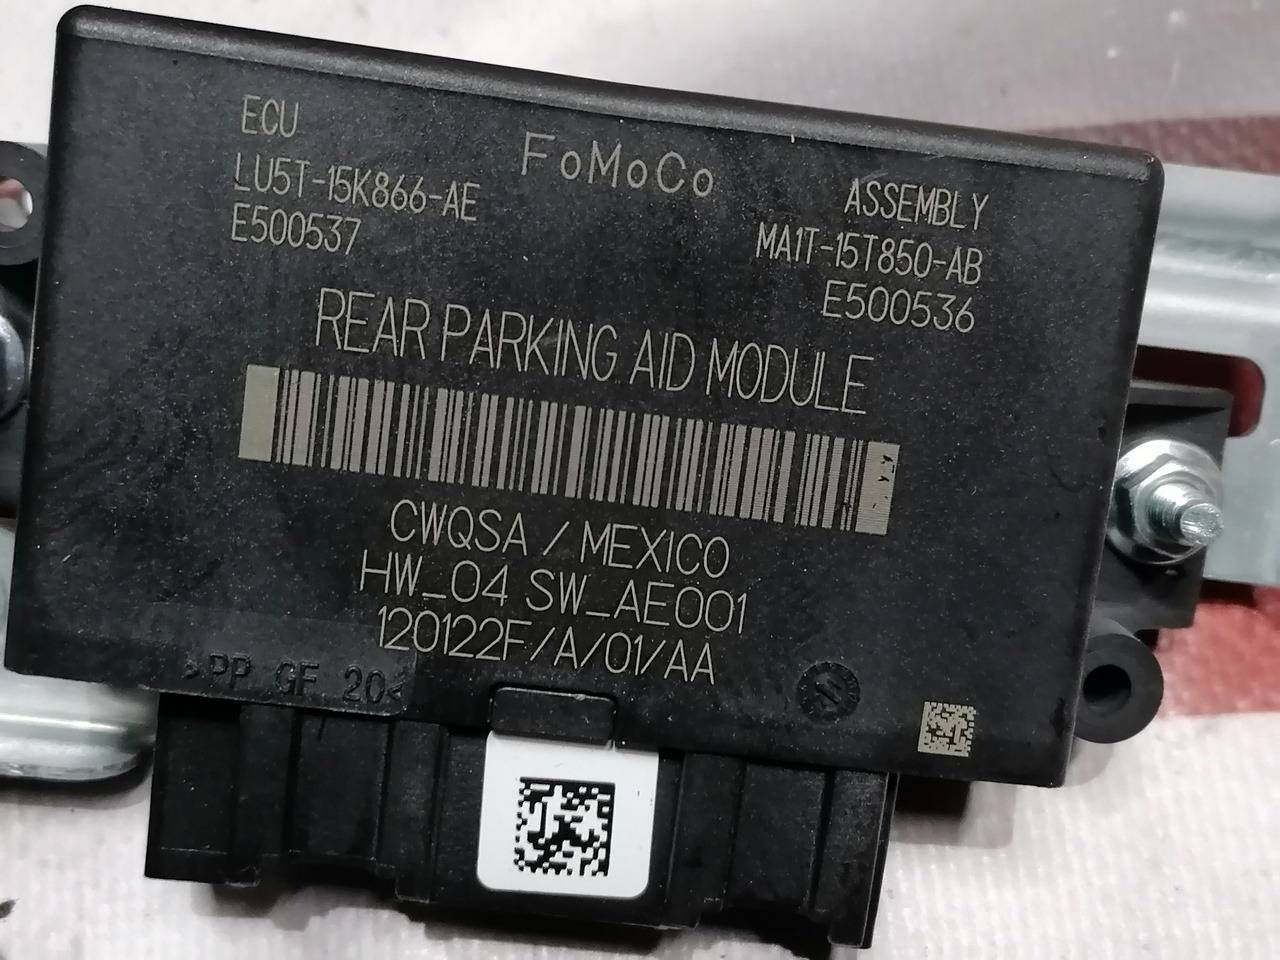 ECU
LU5T-15K866-AE
E500537
FoMoCo
ASSEMBLY
MA1T-15T850-AB
E500536
REAR PARKING AID MODULE
CWQSA / MEXICO
HW_04 SW_AE001
120122F/A/01/AA
>PP GF 20<